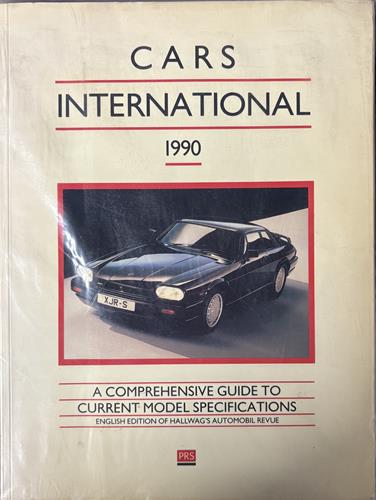 CARS
INTERNATIONAL
1990
XJR-S
A COMPREHENSIVE GUIDE TO
CURRENT MODEL SPECIFICATIONS
ENGLISH EDITION OF HALLWAG'S AUTOMOBIL REVUE
PRS